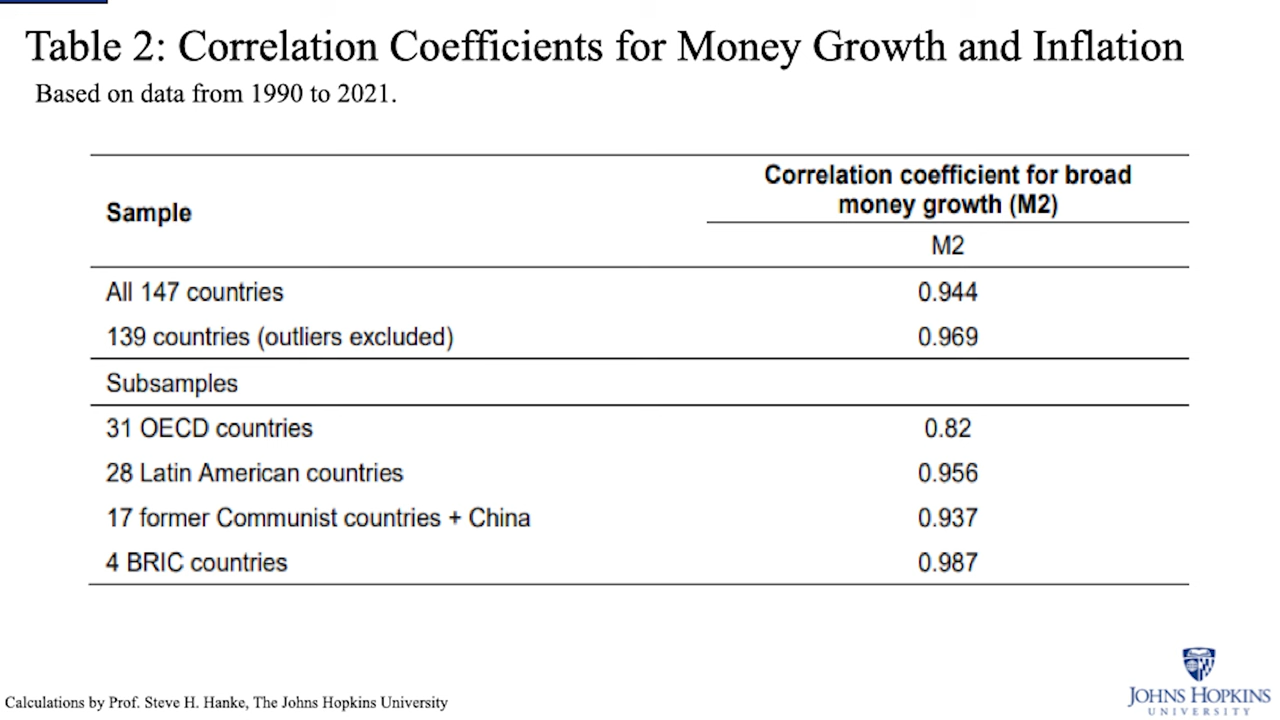 Table 2: Correlation Coefficients for Money Growth and Inflation
Based on data from 1990 to 2021.
Correlation coefficient for broad
money growth (M2)
Sample
M2
All 147 countries 0.944
139 countries (outliers excluded) 0.969
Subsamples
31 OECD countries 0.82
28 Latin American countries 0.956
17 former Communist countries + China 0.937
4 BRIC countries 0.987
Calculations by Prof. Steve H. Hanke, The Johns Hopkins University
JOHNS HOPKINS
UNIVERSITY